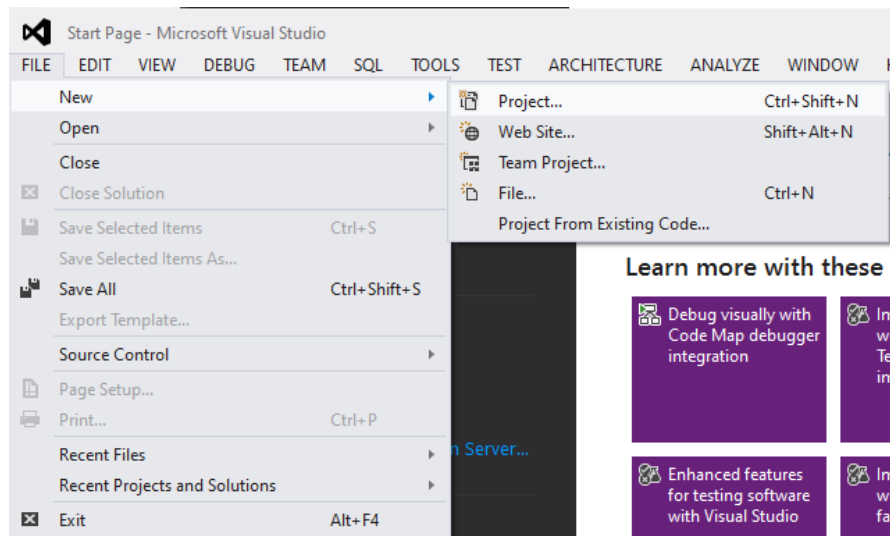 Start Page - Microsoft Visual Studio
FILE EDIT VIEW DEBUG TEAM SQL TOOLS TEST ARCHITECTURE ANALYZE WINDOW
New
Open
Close
Close Solution
Save Selected Items Ctrl+S
Save Selected Items As...
Save All Ctrl+Shift+S
Export Template...
Source Control
Page Setup...
Print... Ctrl+P
Recent Files
Recent Projects and Solutions
Exit Alt+F4
Project... Ctrl+Shift+N
Web Site... Shift+Alt+N
Team Project...
File... Ctrl+N
Project From Existing Code...
Server...
Learn more with these
Debug visually with
Code Map debugger
integration
Enhanced features
for testing software
with Visual Studio